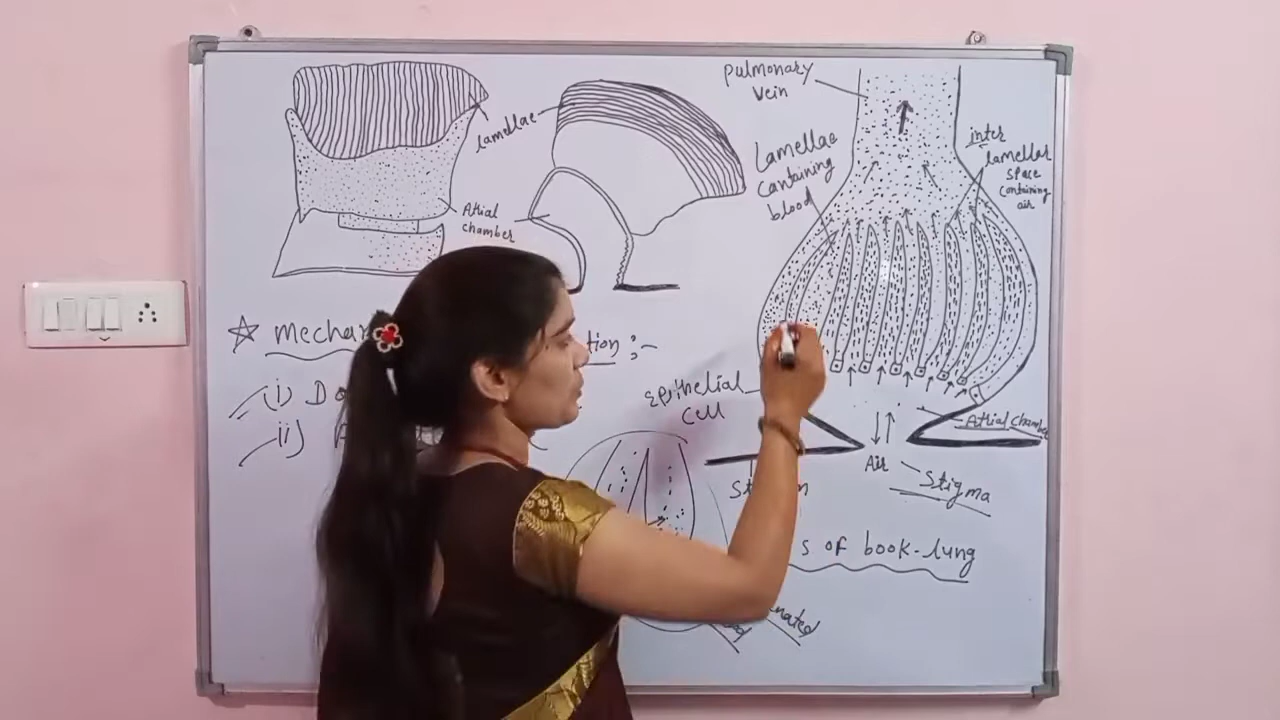 Pulmonary
vein
Lamellae
inter
lamellar
space
containing
air
Lamellae
cantaining
blood
Atrial
chamber
☆ mechan
tion :-
(i) D
ii)
Epithelial
cell
Atrial chamber
Air
Stigma
s of book-lung